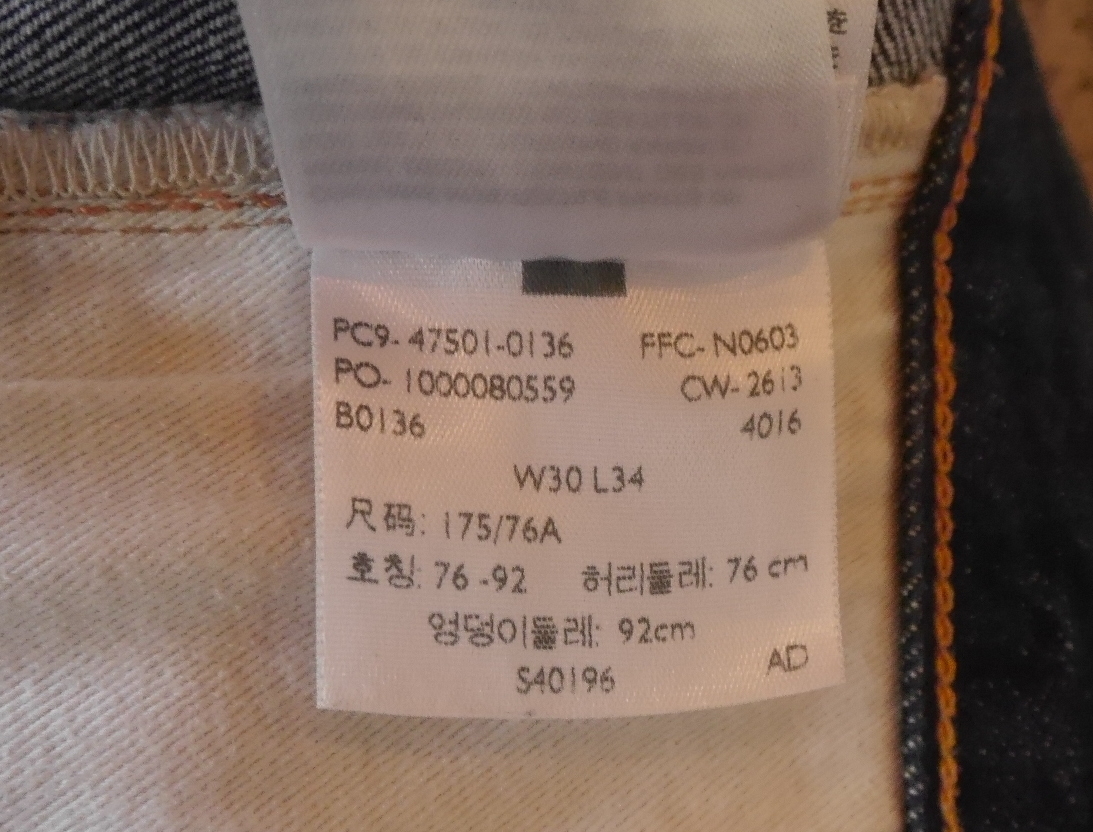 PC9- 47501-0136 FFC- N0603
PO- 1000080559 CW- 2613
B0136 4016
W30 L34
尺码: 175/76A
호칭: 76 -92 허리둘레: 76 cm
엉덩이둘레: 92cm
S40196 AD